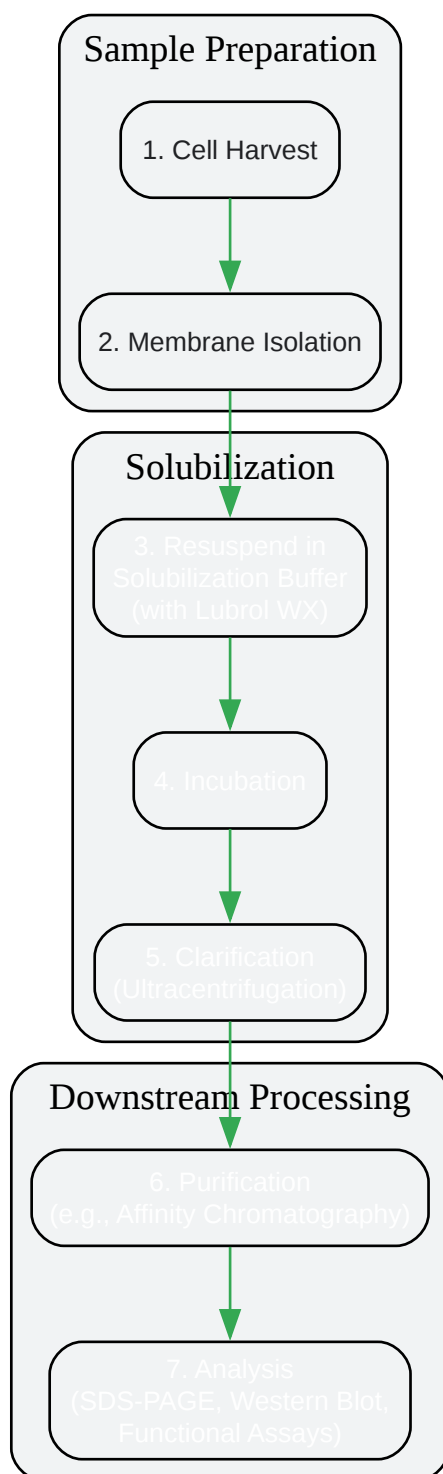 Sample Preparation
1. Cell Harvest
2. Membrane Isolation
Solubilization
3. Resuspend in
Solubilization Buffer
(with Lubrol WX)
4. Incubation
5. Clarification
(Ultracentrifugation)
Downstream Processing
6. Purification
(e.g., Affinity Chromatography)
7. Analysis
(SDS-PAGE, Western Blot,
Functional Assays)